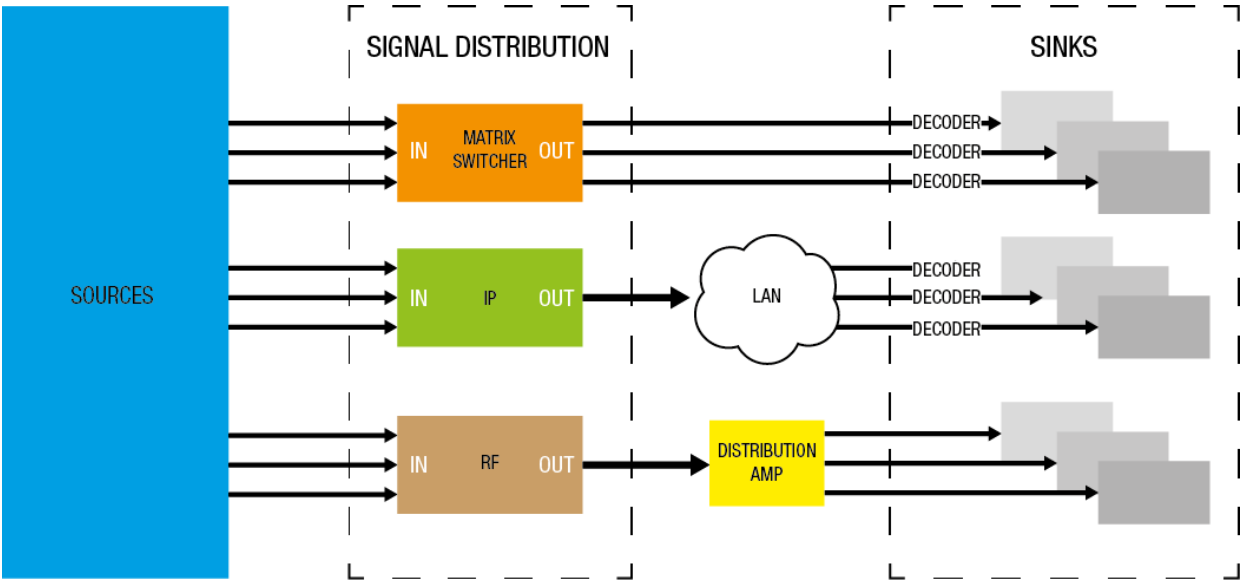 SIGNAL DISTRIBUTION
SINKS
SOURCES
IN
MATRIX
SWITCHER
OUT
DECODER
DECODER
DECODER
IN
IP
OUT
LAN
DECODER
DECODER
DECODER
IN
RF
OUT
DISTRIBUTION
AMP